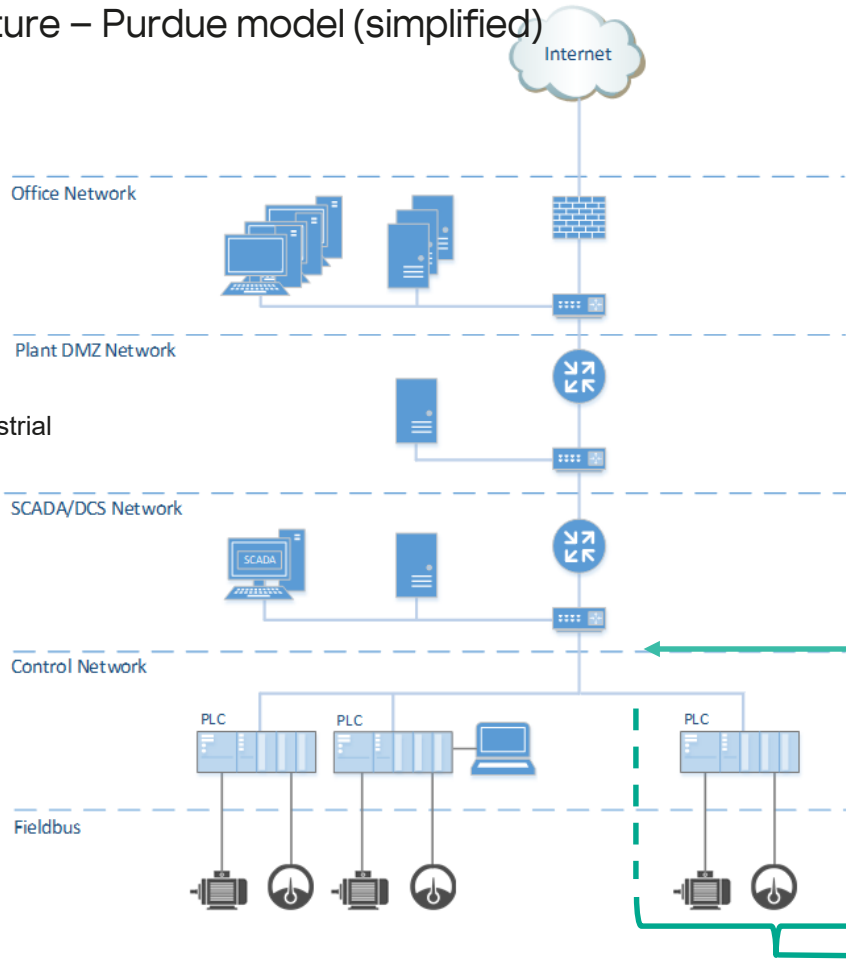 ture – Purdue model (simplified)
Internet
Office Network
Plant DMZ Network
strial
SCADA/DCS Network
SCADA
Control Network
PLC
PLC
PLC
Fieldbus